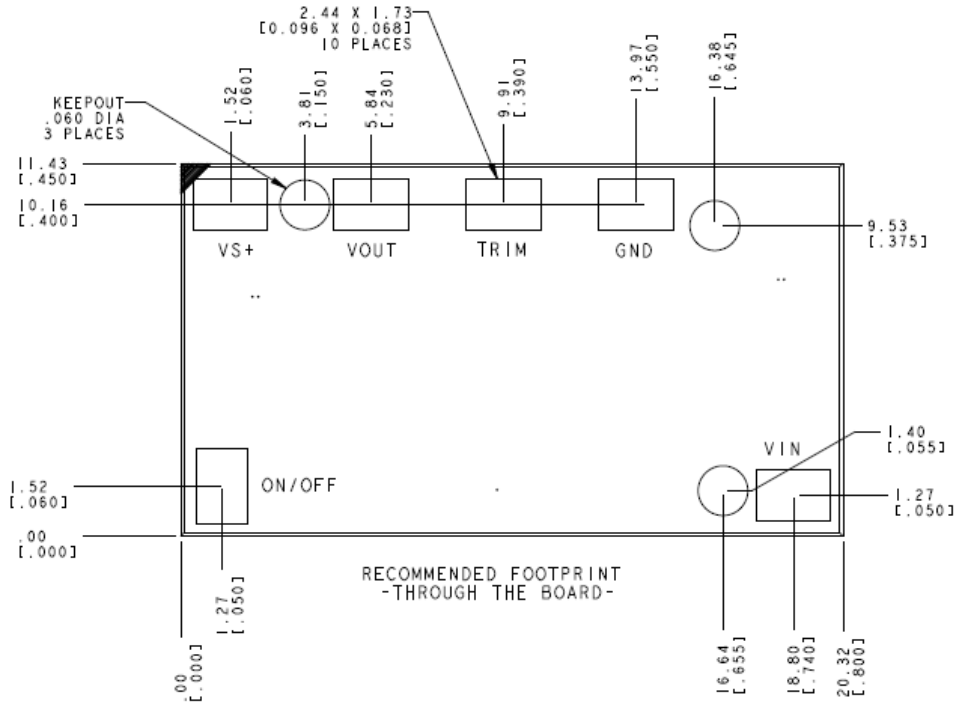 2.44 X 1.73
[0.096 X 0.068]
10 PLACES
KEEPOUT
.060 DIA
3 PLACES
1.52
[.060]
3.81
[.150]
5.84
[.230]
9.91
[.390]
13.97
[.550]
16.38
[.645]
11.43
[.450]
10.16
[.400]
VS+
VOUT
TRIM
GND
9.53
[.375]
1.40
[.055]
VIN
1.52
[.060]
ON/OFF
1.27
[.050]
.00
[.000]
RECOMMENDED FOOTPRINT
-THROUGH THE BOARD-
1.27
[.050]
.00
[.000]
16.64
[.655]
18.80
[.740]
20.32
[.800]